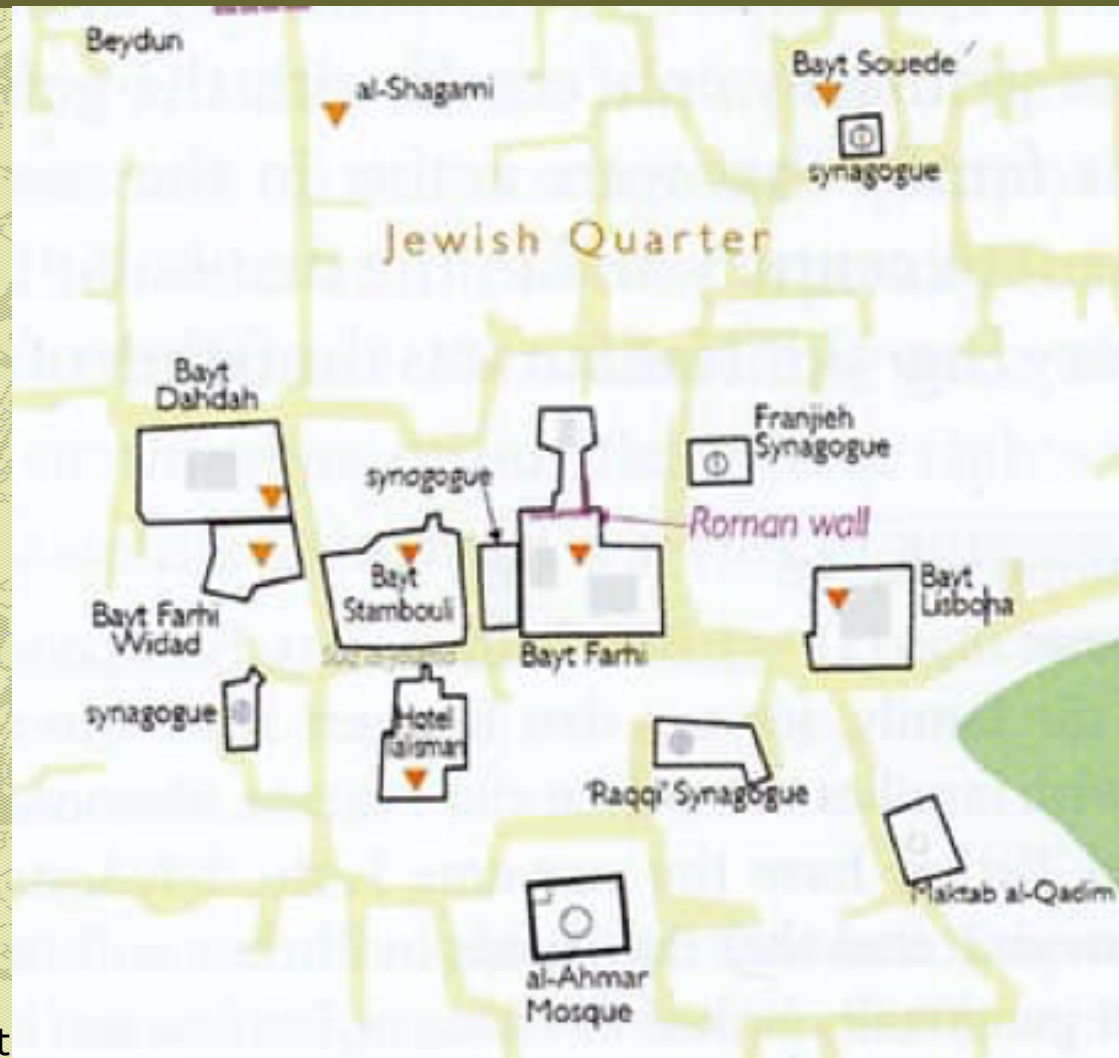 Beydun
al-Shagami
Bayt Souede
synagogue
Jewish Quarter
Bayt
Dahdah
Franjieh
Synagogue
synogogue
Roman wall
Bayt
Stambouli
Bayt
Lisbona
Bayt Farhi
Widad
Bayt Farhi
synagogue
Hotel
Talisman
'Raqqi' Synagogue
Maktab al-Qadim
al-Ahmar
Mosque
t